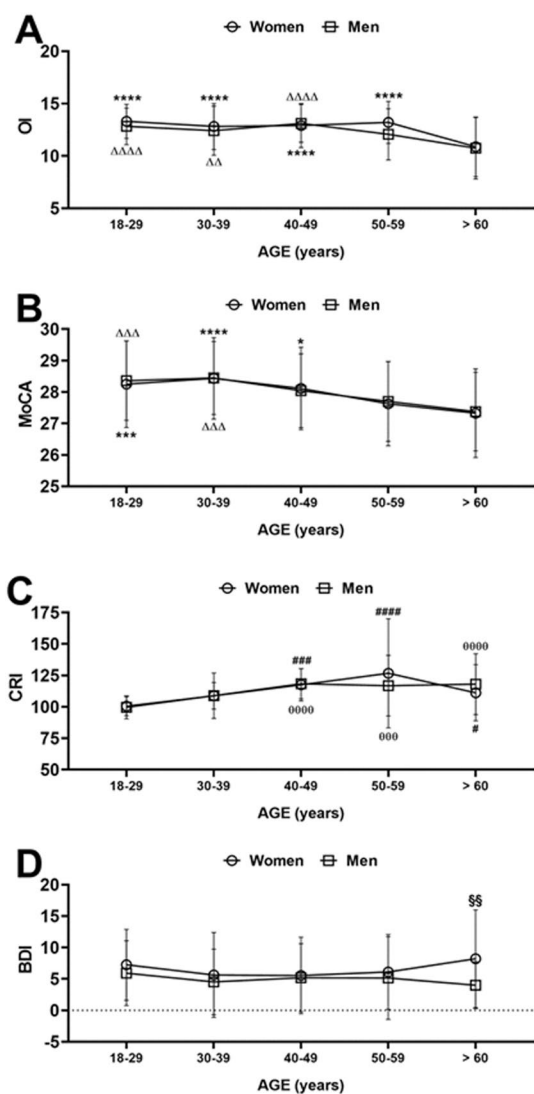 A
Women Men
20
15
10
5
OI
**** **** ΔΔΔΔ ****
ΔΔΔΔ ΔΔ ****
18-29 30-39 40-49 50-59 > 60
AGE (years)
B
Women Men
30
29
28
27
26
25
MoCA
ΔΔΔ **** *
*** ΔΔΔ
18-29 30-39 40-49 50-59 > 60
AGE (years)
C
Women Men
175
150
125
100
75
50
CRI
### #### θθθθ
θθθθ θθθ #
18-29 30-39 40-49 50-59 > 60
AGE (years)
D
Women Men
20
15
10
5
0
-5
BDI
§§
18-29 30-39 40-49 50-59 > 60
AGE (years)